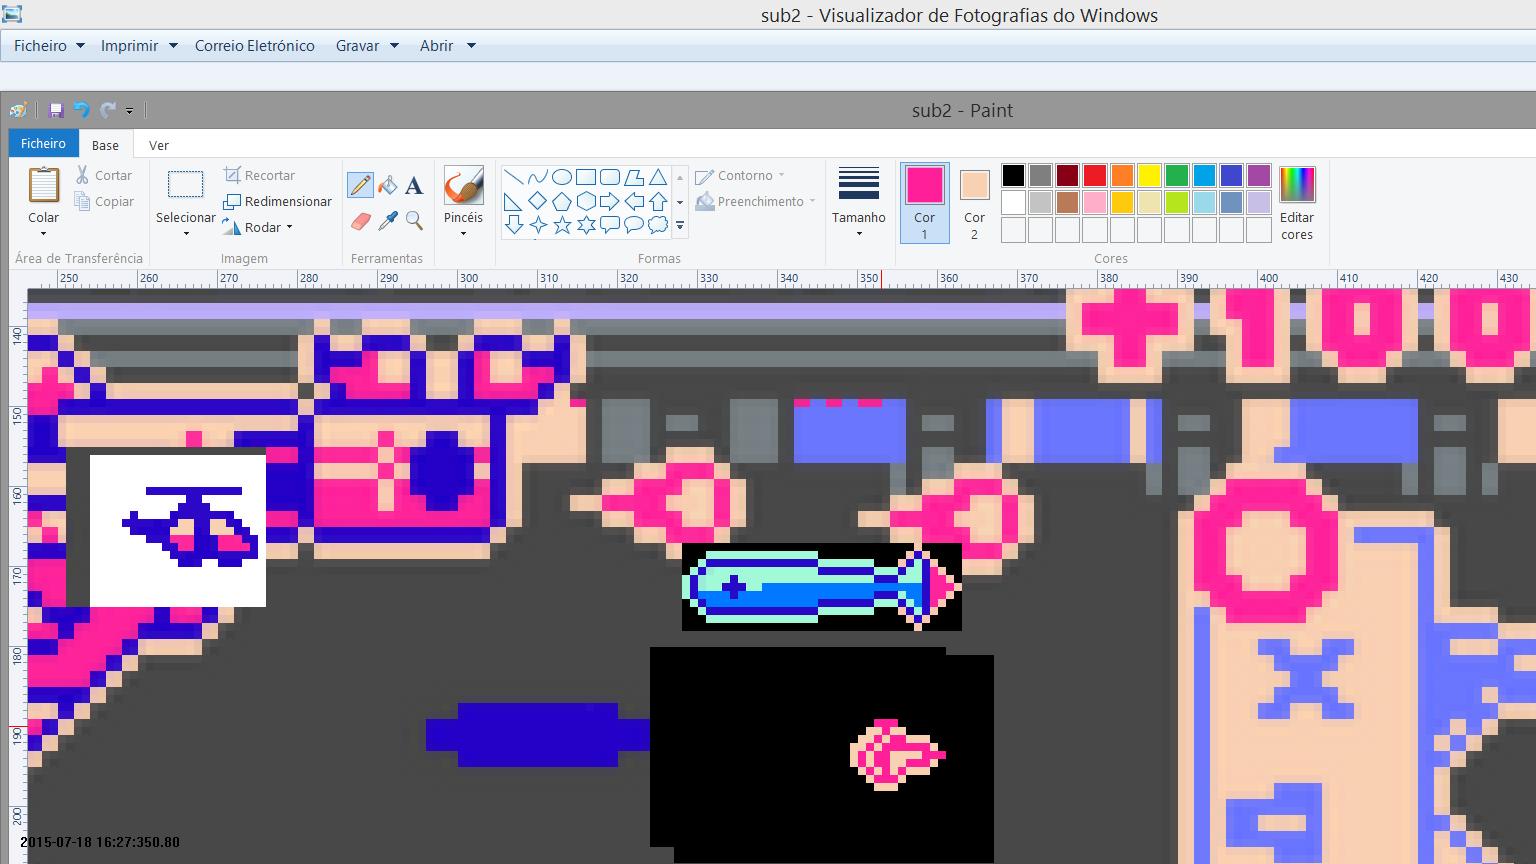 sub2 - Visualizador de Fotografias do Windows
Ficheiro Imprimir Correio Eletrónico Gravar Abrir
sub2 - Paint
Ficheiro Base Ver
Colar
Cortar
Copiar
Área de Transferência
Selecionar
Recortar
Redimensionar
Rodar
Imagem
A
Ferramentas
Pincéis
Contorno
Preenchimento
Formas
Tamanho
Cor
1
Cor
2
Editar
cores
Cores
250 260 270 280 290 300 310 320 330 340 350 360 370 380 390 400 410 420 430
140
150
160
170
180
190
200
+100
2015-07-18 16:27:350.80